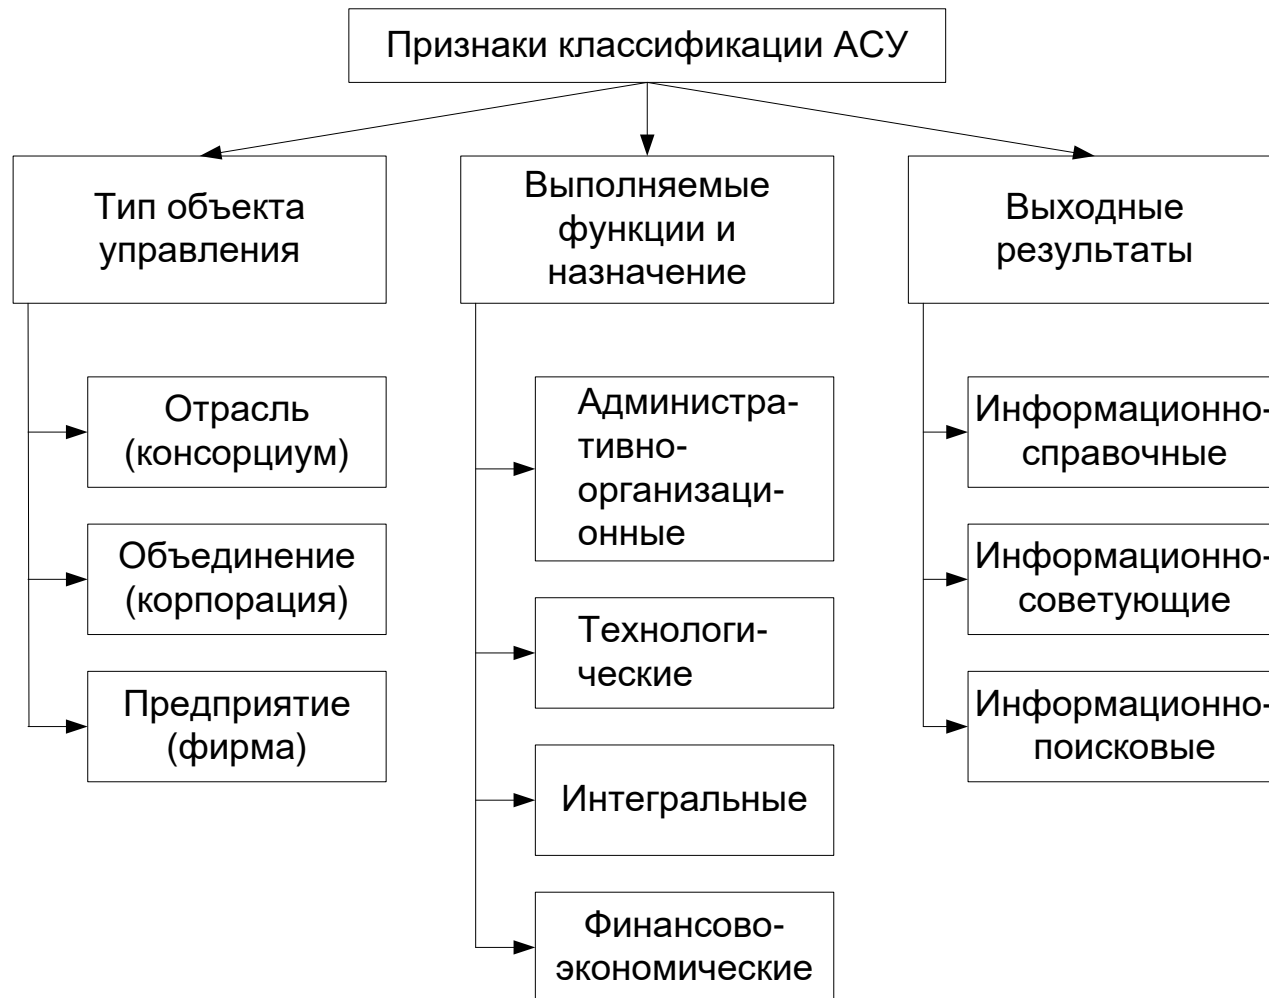 Признаки классификации АСУ
Тип объекта
управления
Выполняемые
функции и
назначение
Выходные
результаты
Отрасль
(консорциум)
Объединение
(корпорация)
Предприятие
(фирма)
Администра-
тивно-
организаци-
онные
Технологи-
ческие
Интегральные
Финансово-
экономические
Информационно-
справочные
Информационно-
советующие
Информационно-
поисковые